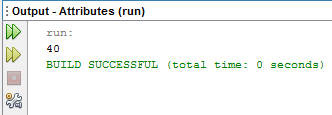 Output - Attributes (run)
run:
40
BUILD SUCCESSFUL (total time: 0 seconds)